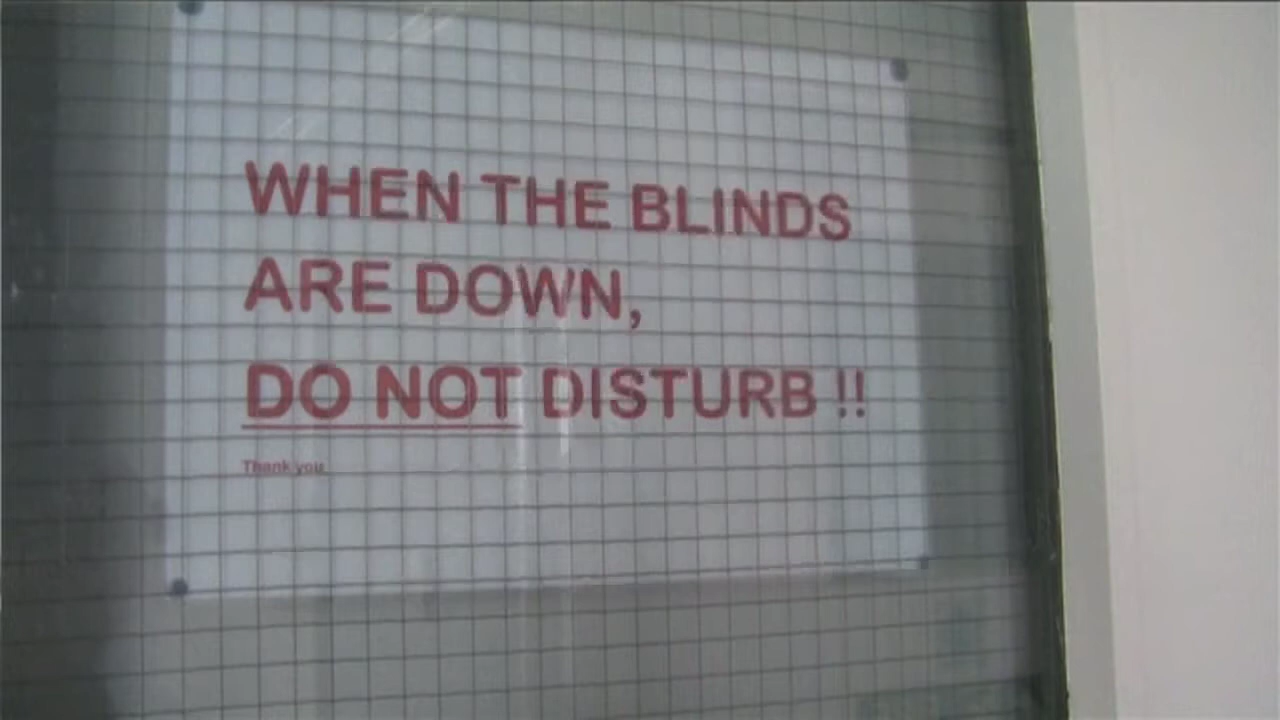 WHEN THE BLINDS
ARE DOWN,
DO NOT DISTURB !!
Thank you